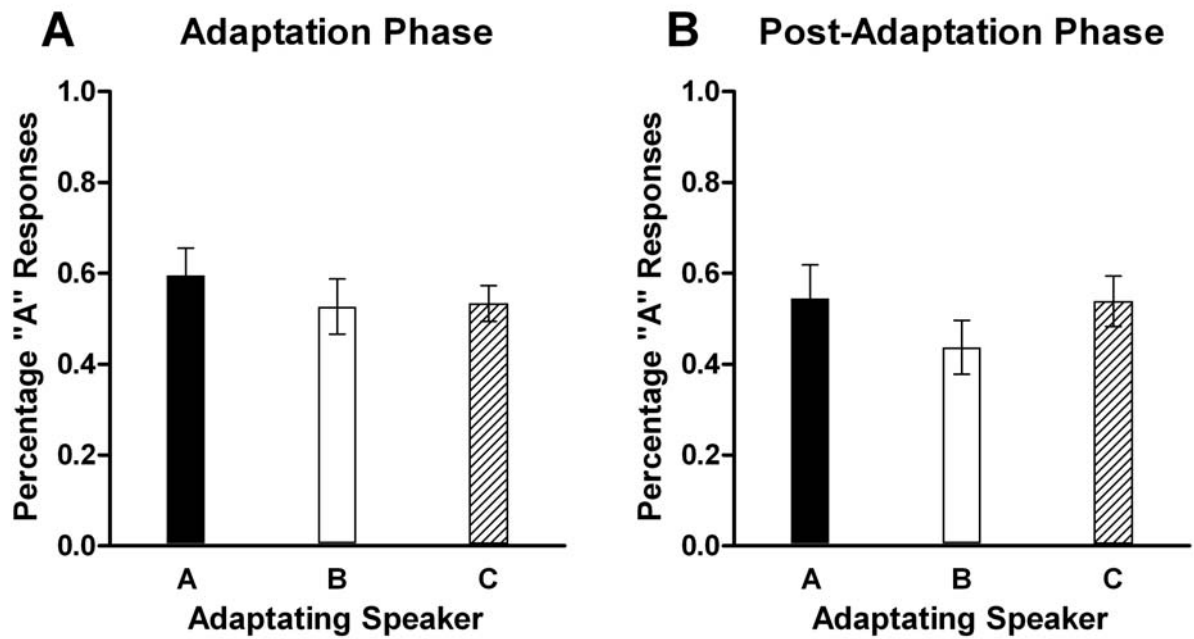 A Adaptation Phase
Percentage "A" Responses
1.0
0.8
0.6
0.4
0.2
0.0
A B C
Adaptating Speaker
B Post-Adaptation Phase
Percentage "A" Responses
1.0
0.8
0.6
0.4
0.2
0.0
A B C
Adaptating Speaker